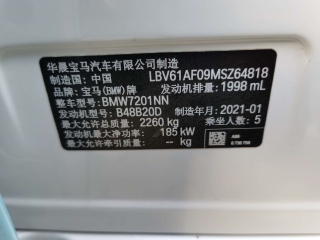 华晨宝马汽车有限公司制造
制造国：中国 LBV61AF09MSZ64818
品牌：宝马(BMW)牌 发动机排量：1998 mL
整车型号：BMW7201NN
发动机型号：B48B20D 制造年月：2021-01
最大允许总质量：2260 kg 乘坐人数：5
发动机最大净功率： 185 kW
最大允许牵引质量： -- kg